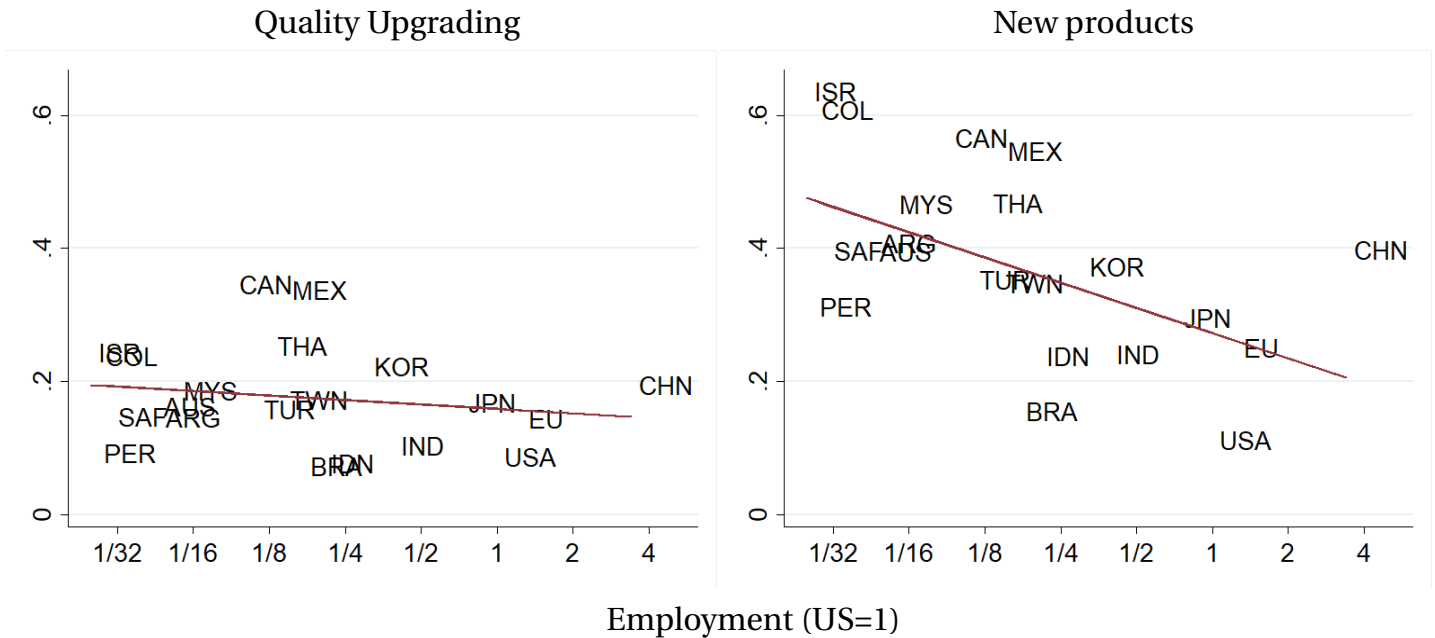 Quality Upgrading
.6
.4
.2
0
CAN
MEX
THA
ISR
COL
KOR
CHN
MYS
TWN
AUS
JPN
TUR
SAF
ARG
EU
IND
PER
USA
BRA
IDN
1/32 1/16 1/8 1/4 1/2 1 2 4
New products
.6
.4
.2
0
ISR
COL
CAN
MEX
MYS
THA
ARG
SAF
AUS
CHN
KOR
TUR
TWN
PER
JPN
EU
IDN
IND
BRA
USA
1/32 1/16 1/8 1/4 1/2 1 2 4
Employment (US=1)